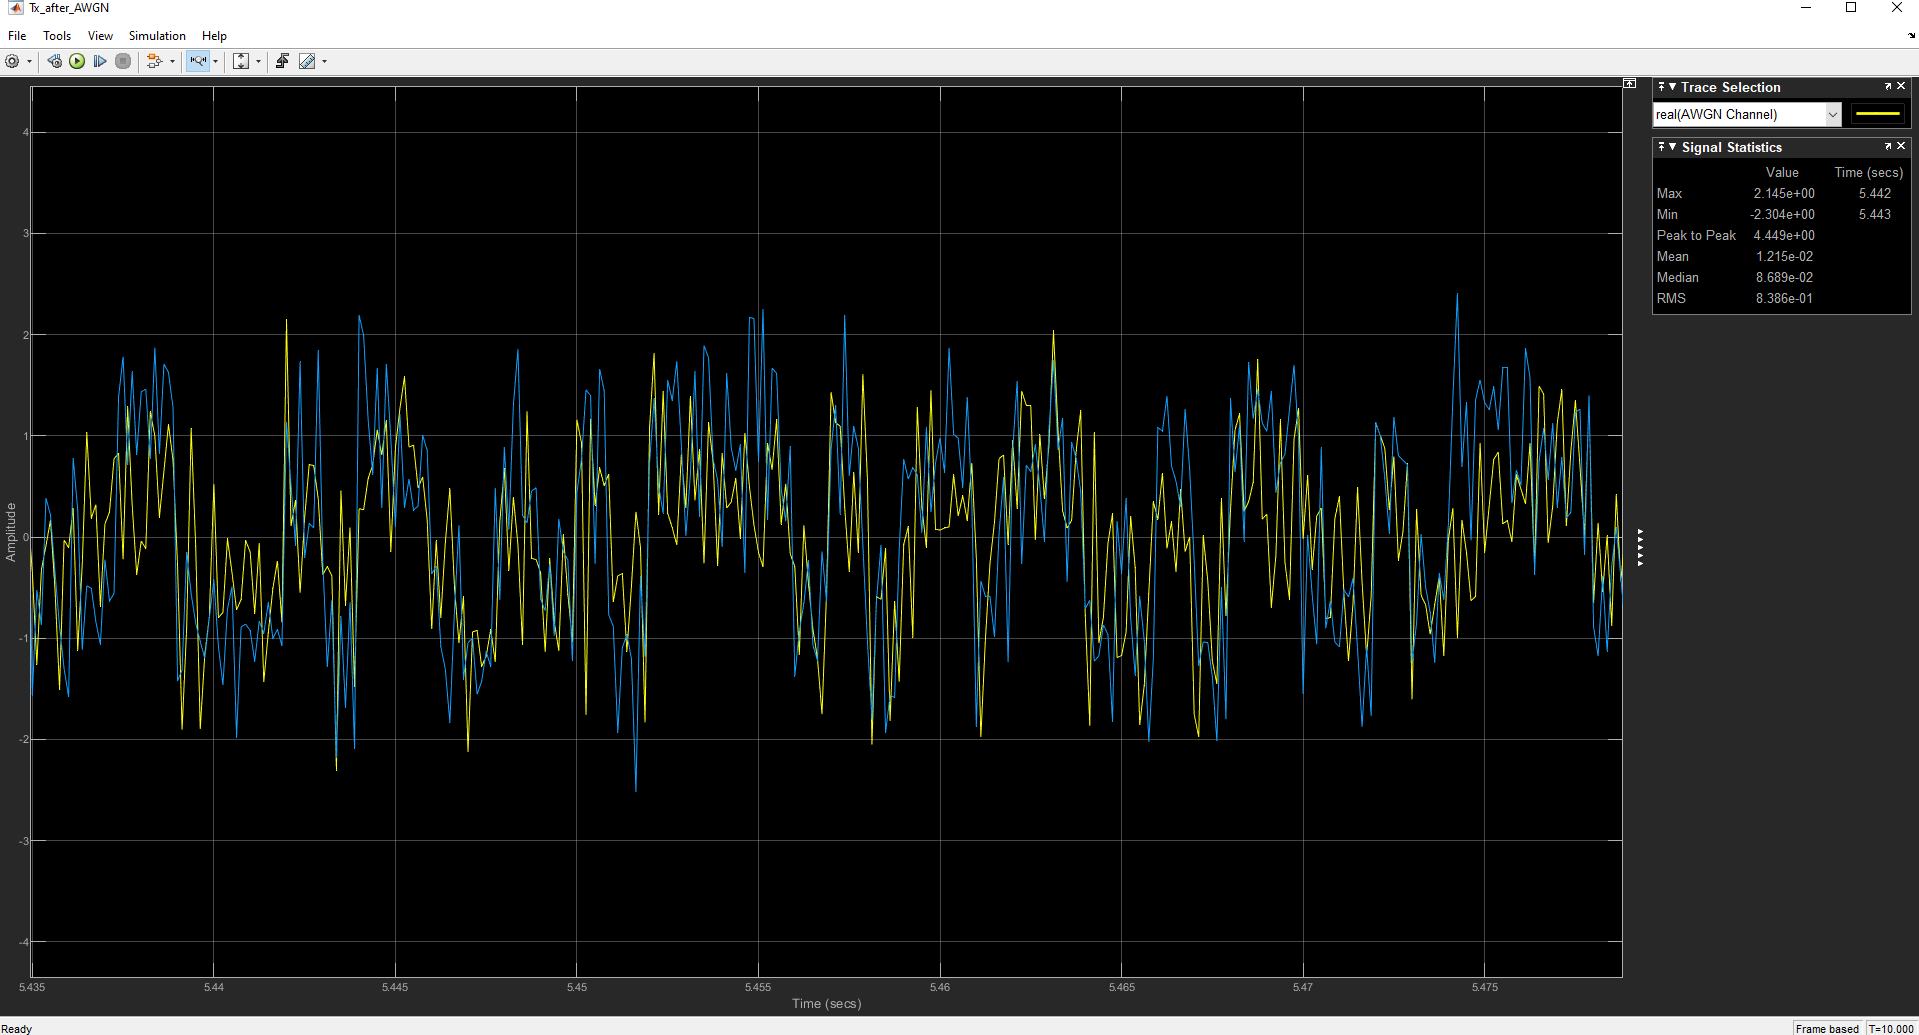 Tx_after_AWGN
File Tools View Simulation Help
Trace Selection
real(AWGN Channel)
Signal Statistics
Value Time (secs)
Max 2.145e+00 5.442
Min -2.304e+00 5.443
Peak to Peak 4.449e+00
Mean 1.215e-02
Median 8.689e-02
RMS 8.386e-01
4
3
2
1
0
-1
-2
-3
-4
Amplitude
5.435 5.44 5.445 5.45 5.455 5.46 5.465 5.47 5.475
Time (secs)
Ready Frame based T=10.000